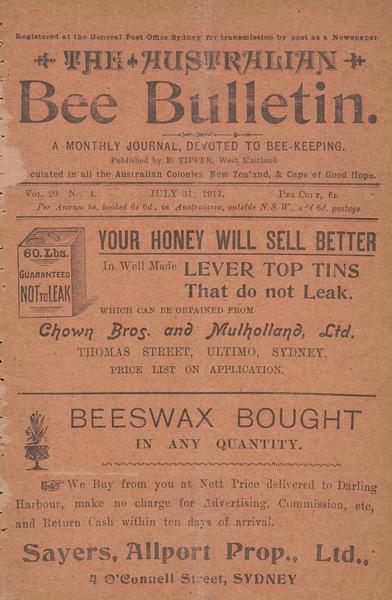 Registered at the General Post Office Sydney for transmission by post as a Newspaper
THE AUSTRALIAN
Bee Bulletin.
A MONTHLY JOURNAL, DEVOTED TO BEE-KEEPING.
Published by E. TIPPER, West Maitland
culated in all the Australian Colonies, New Zealand, & Cape of Good Hope.
VOL. 20. No. 4. JULY 31, 1911. PER COPY, 6D.
Per Annum 5s, booked 6s 6d, in Australasia, outside N.S.W., add 6d. postage
60. Lbs.
GUARANTEED
NOT TO LEAK
YOUR HONEY WILL SELL BETTER
In Well Made LEVER TOP TINS
That do not Leak.
WHICH CAN BE OBTAINED FROM
Chown Bros. and Mulholland, Ltd.
THOMAS STREET, ULTIMO, SYDNEY.
PRICE LIST ON APPLICATION.
BEESWAX BOUGHT
IN ANY QUANTITY.
We Buy from you at Nett Price delivered to Darling
Harbour, make no charge for Advertising, Commission, etc,
and Return Cash within ten days of arrival.
Sayers, Allport Prop., Ltd.,
4 O'Connell Street, SYDNEY